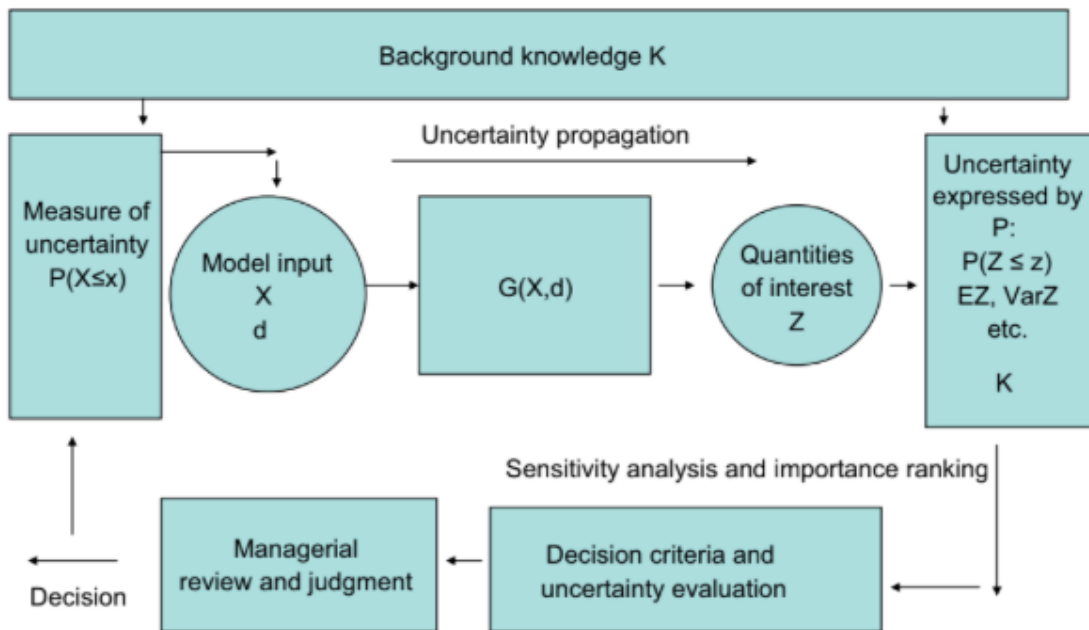 Background knowledge K
Uncertainty propagation
Measure of
uncertainty
P(X≤x)
Model input
X
d
G(X,d)
Quantities
of interest
Z
Uncertainty
expressed by
P:
P(Z ≤ z)
EZ, VarZ
etc.
K
Sensitivity analysis and importance ranking
Decision criteria and
uncertainty evaluation
Managerial
review and judgment
Decision